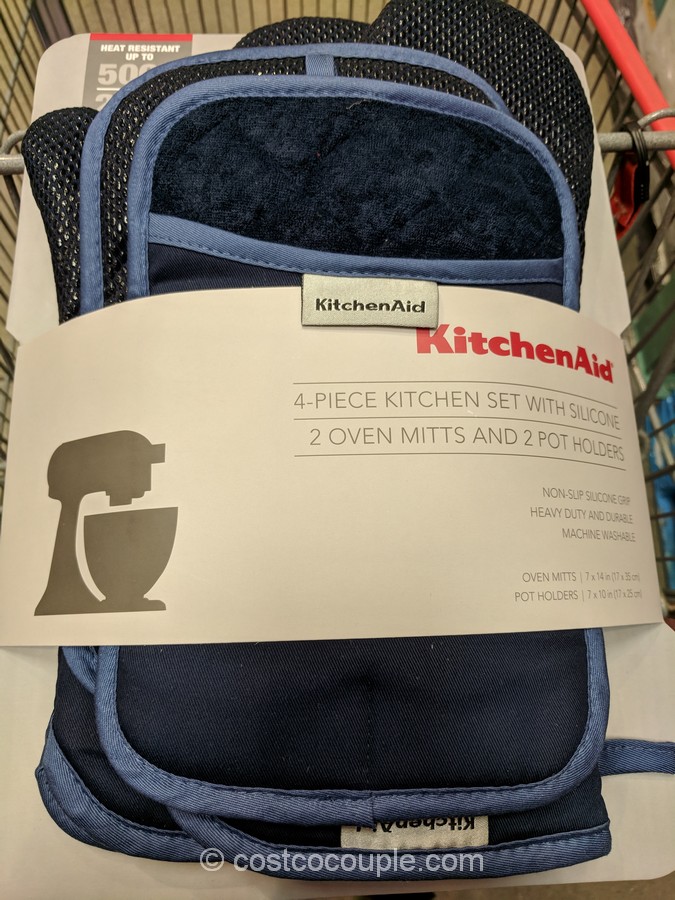 HEAT RESISTANT
UP TO
KitchenAid
KitchenAid
4-PIECE KITCHEN SET WITH SILICONE
2 OVEN MITTS AND 2 POT HOLDERS
NON-SLIP SILICONE GRIP
HEAVY DUTY AND DURABLE
MACHINE WASHABLE
OVEN MITTS | 7 x 14 in (17 x 35 cm)
POT HOLDERS | 7 x 10 in (17 x 25 cm)
KitchenAid
© costcocouple.com